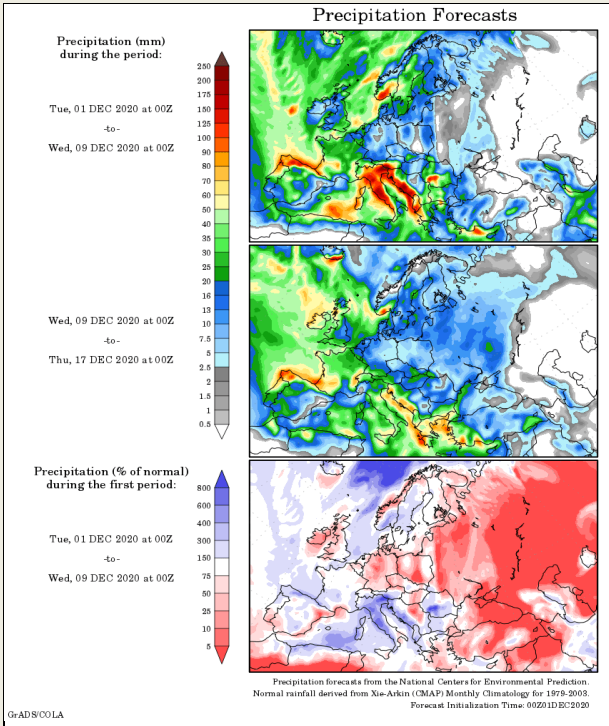 Precipitation Forecasts
Precipitation (mm)
during the period:
Tue, 01 DEC 2020 at 00Z
-to-
Wed, 09 DEC 2020 at 00Z
250
200
175
150
125
100
90
80
70
60
50
40
35
30
25
20
16
13
10
7.5
5
2.5
2
1.5
1
0.5
Wed, 09 DEC 2020 at 00Z
-to-
Thu, 17 DEC 2020 at 00Z
Precipitation (% of normal)
during the first period:
Tue, 01 DEC 2020 at 00Z
-to-
Wed, 09 DEC 2020 at 00Z
800
600
400
300
150
75
50
25
10
5
Precipitation forecasts from the National Centers for Environmental Prediction.
Normal rainfall derived from Xie-Arkin (CMAP) Monthly Climatology for 1979-2003.
Forecast Initialization Time: 00Z01DEC2020
GrADS/COLA